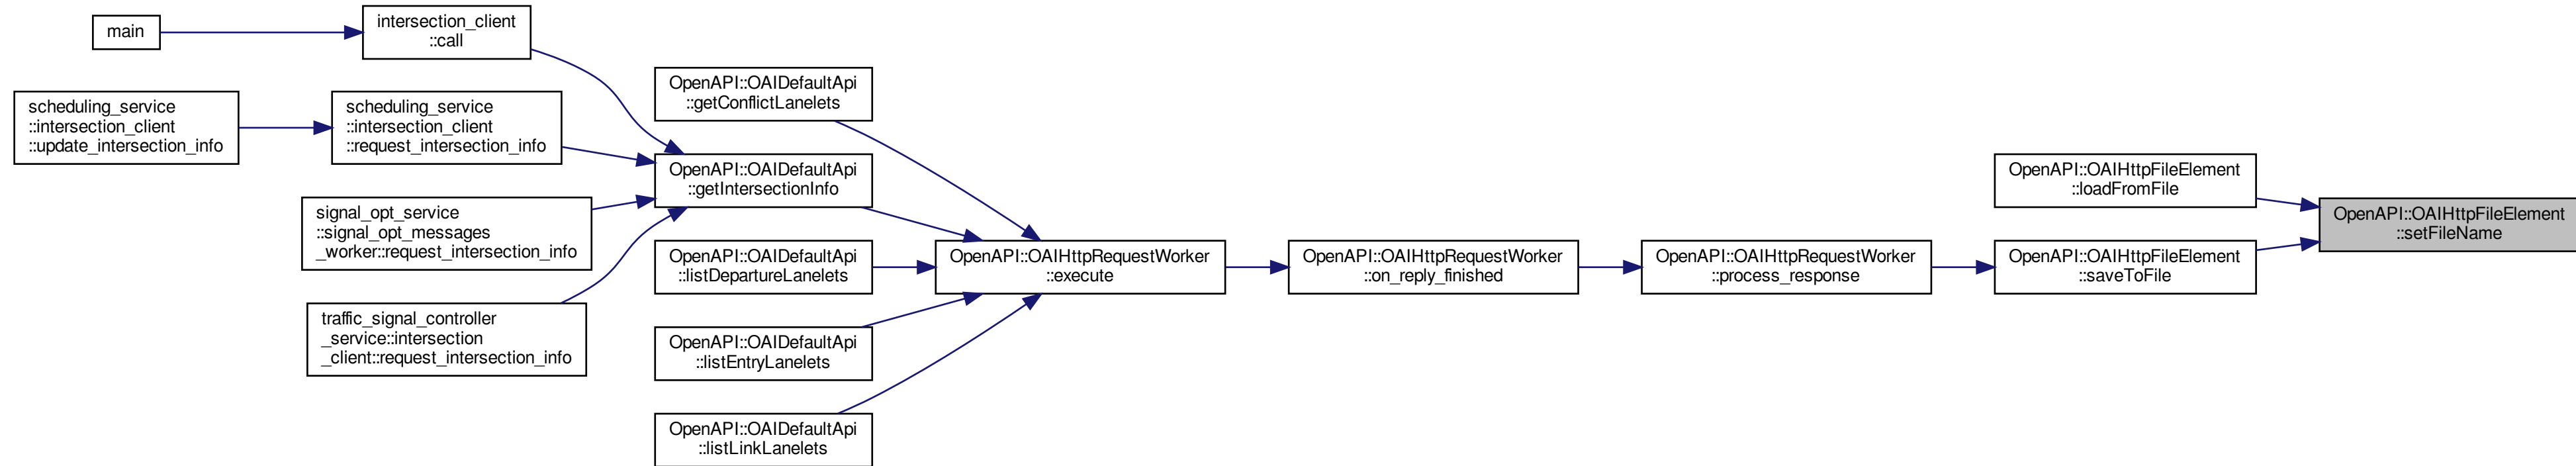 main
intersection_client
::call
scheduling_service
::intersection_client
::update_intersection_info
scheduling_service
::intersection_client
::request_intersection_info
signal_opt_service
::signal_opt_messages
_worker::request_intersection_info
traffic_signal_controller
_service::intersection
_client::request_intersection_info
OpenAPI::OAIDefaultApi
::getConflictLanelets
OpenAPI::OAIDefaultApi
::getIntersectionInfo
OpenAPI::OAIDefaultApi
::listDepartureLanelets
OpenAPI::OAIDefaultApi
::listEntryLanelets
OpenAPI::OAIDefaultApi
::listLinkLanelets
OpenAPI::OAIHttpRequestWorker
::execute
OpenAPI::OAIHttpRequestWorker
::on_reply_finished
OpenAPI::OAIHttpRequestWorker
::process_response
OpenAPI::OAIHttpFileElement
::loadFromFile
OpenAPI::OAIHttpFileElement
::saveToFile
OpenAPI::OAIHttpFileElement
::setFileName